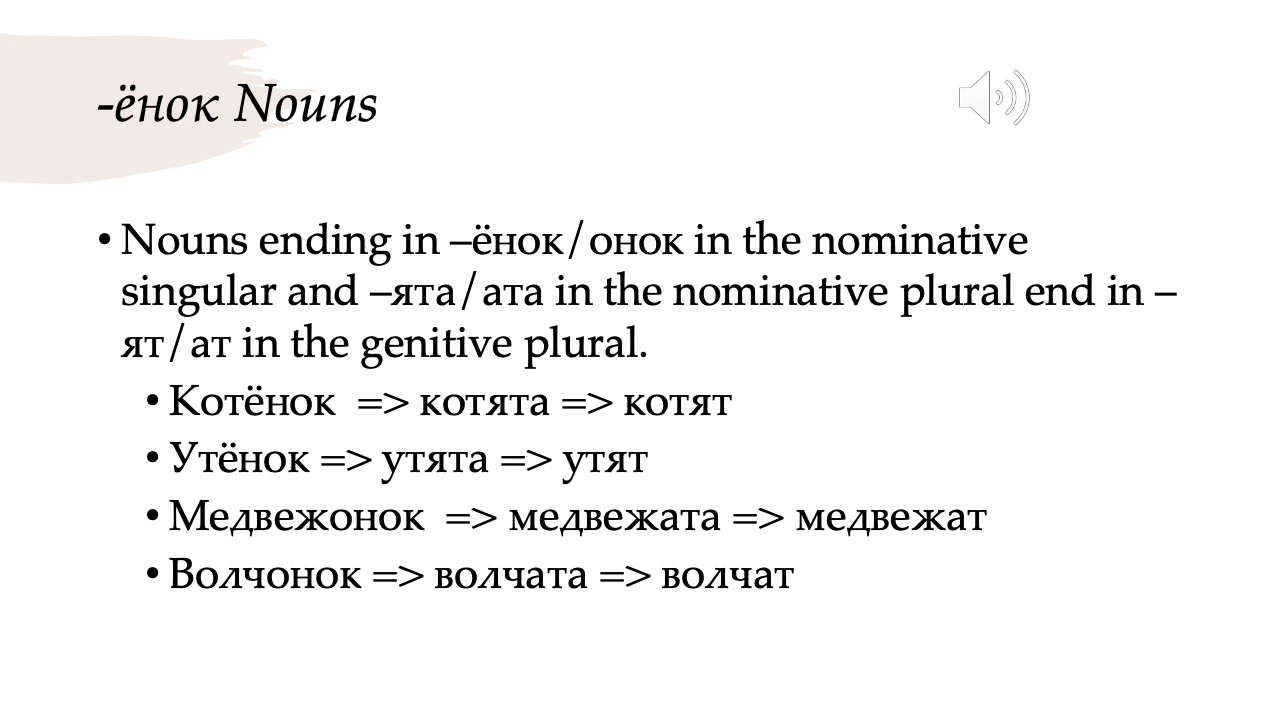 -ёнок Nouns
• Nouns ending in –ёнок/онок in the nominative
singular and –ята/ата in the nominative plural end in –
ят/ат in the genitive plural.
• Котёнок => котята => котят
• Утёнок => утята => утят
• Медвежонок => медвежата => медвежат
• Волчонок => волчата => волчат